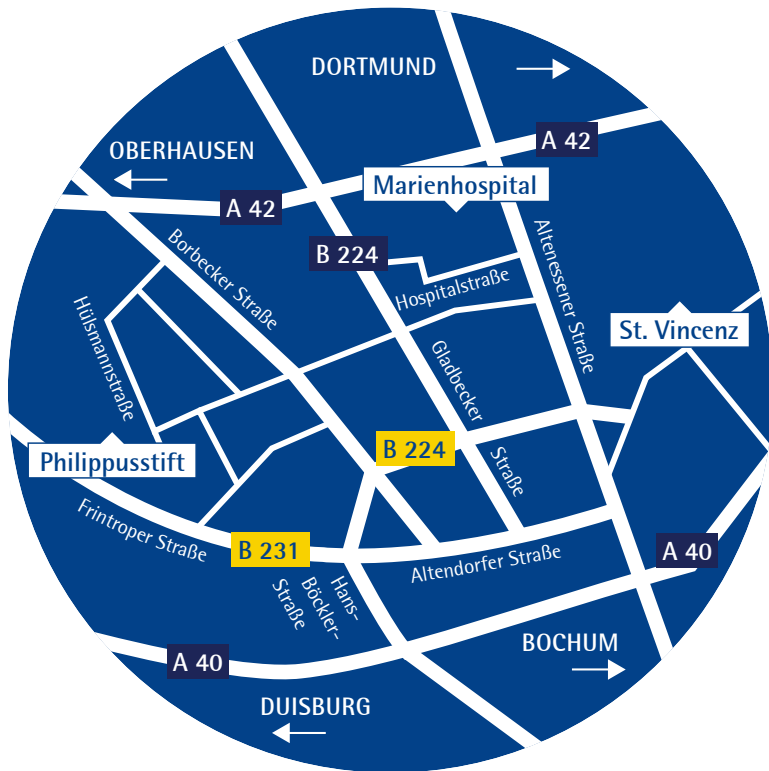 DORTMUND
OBERHAUSEN
A 42
Marienhospital
A 42
B 224
Borbecker Straße
Altenessener Straße
Hospitalstraße
Hülsmannstraße
St. Vincenz
Gladbecker
Straße
Philippusstift
B 224
Frintroper Straße
B 231
Altendorfer Straße
A 40
Hans-
Böckler-
Straße
BOCHUM
A 40
DUISBURG